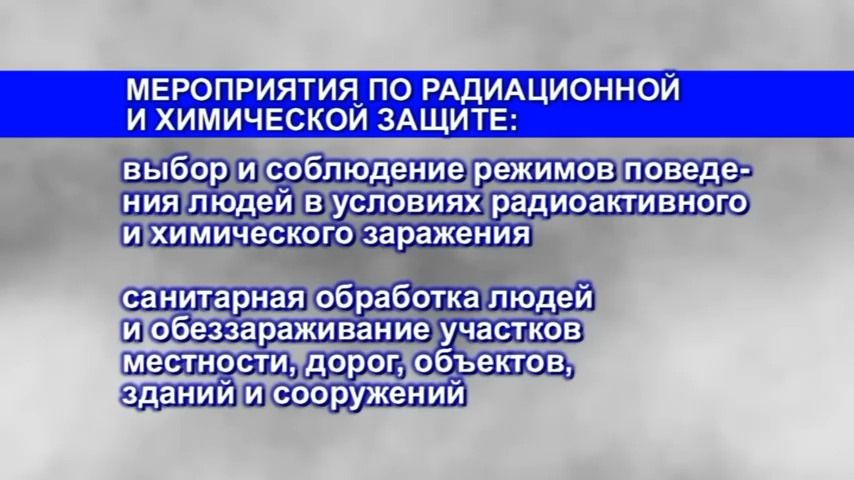 МЕРОПРИЯТИЯ ПО РАДИАЦИОННОЙ
И ХИМИЧЕСКОЙ ЗАЩИТЕ:
выбор и соблюдение режимов поведе-
ния людей в условиях радиоактивного
и химического заражения
санитарная обработка людей
и обеззараживание участков
местности, дорог, объектов,
зданий и сооружений